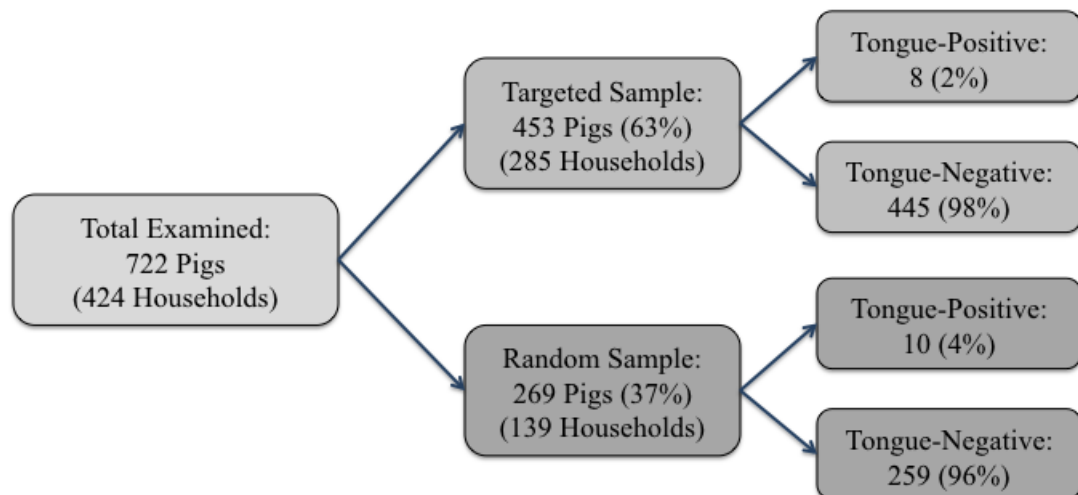 Total Examined:
722 Pigs
(424 Households)
Targeted Sample:
453 Pigs (63%)
(285 Households)
Tongue-Positive:
8 (2%)
Tongue-Negative:
445 (98%)
Random Sample:
269 Pigs (37%)
(139 Households)
Tongue-Positive:
10 (4%)
Tongue-Negative:
259 (96%)